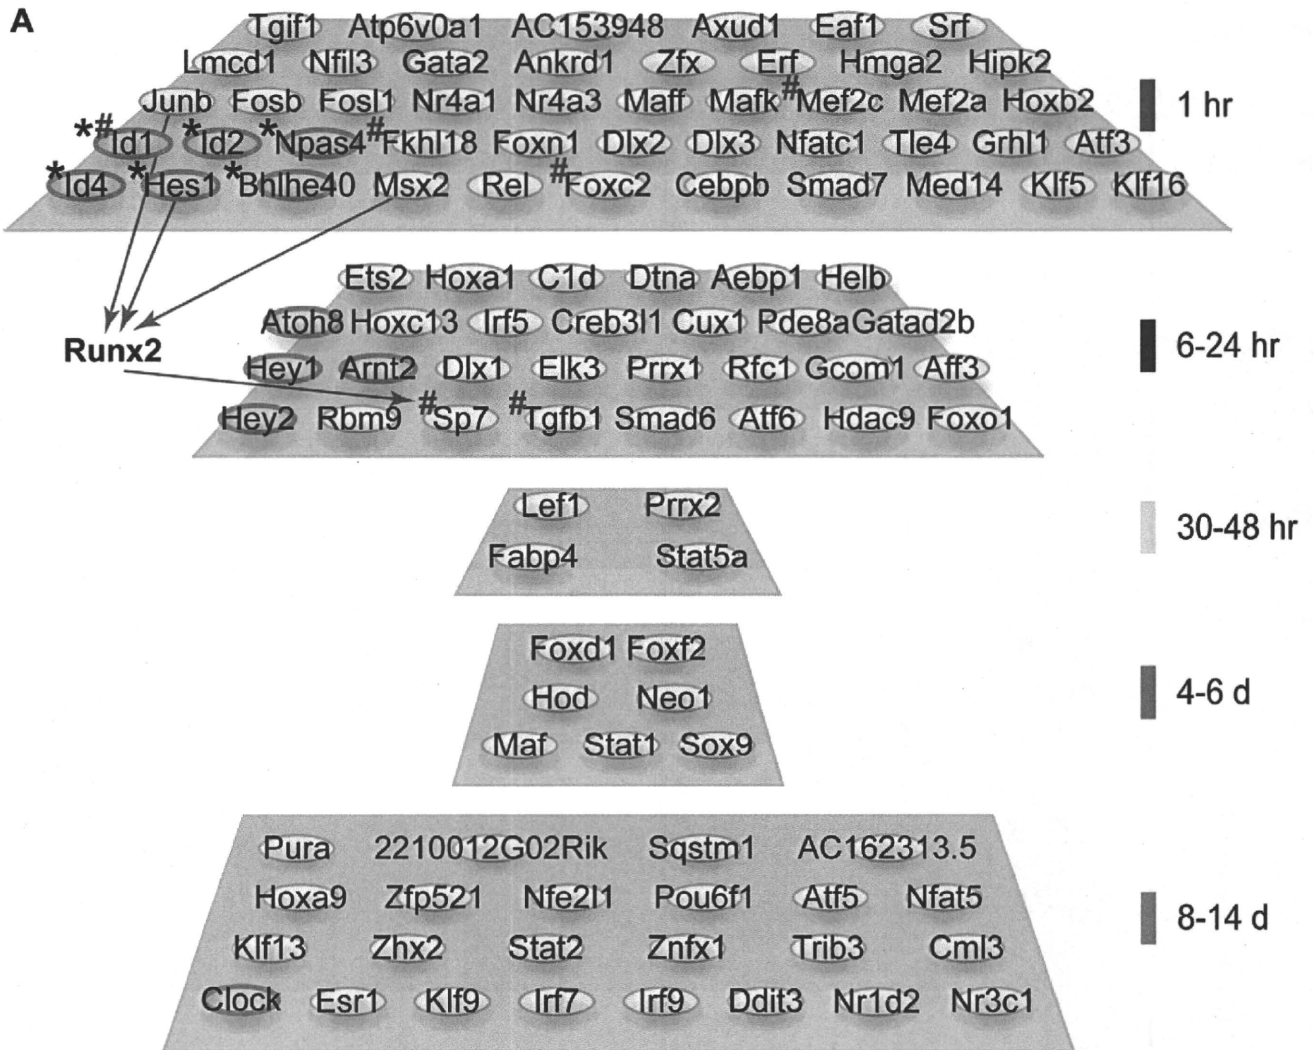 A
Tgif1 Atp6v0a1 AC153948 Axud1 Eaf1 Srf
Lmcd1 Nfil3 Gata2 Ankrd1 Zfx Erf Hmga2 Hipk2
Junb Fosb Fosl1 Nr4a1 Nr4a3 Maff Mafk #Mef2c Mef2a Hoxb2
1 hr
*#Id1 *Id2 *Npas4 #Fkhl18 Foxn1 Dlx2 Dlx3 Nfatc1 Tle4 Grhl1 Atf3
*Id4 *Hes1 *Bhlhe40 Msx2 Rel #Foxc2 Cebpb Smad7 Med14 Klf5 Klf16
Ets2 Hoxa1 C1d Dtna Aebp1 Helb
Atoh8 Hoxc13 Irf5 Creb3l1 Cux1 Pde8a Gatad2b
Runx2
6-24 hr
Hey1 Arnt2 Dlx1 Elk3 Prrx1 Rfc1 Gcom1 Aff3
Hey2 Rbm9 #Sp7 #Tgfb1 Smad6 Atf6 Hdac9 Foxo1
Lef1 Prrx2
30-48 hr
Fabp4 Stat5a
Foxd1 Foxf2
Hod Neo1
4-6 d
Maf Stat1 Sox9
Pura 2210012G02Rik Sqstm1 AC162313.5
Hoxa9 Zfp521 Nfe2l1 Pou6f1 Atf5 Nfat5
8-14 d
Klf13 Zhx2 Stat2 Znfx1 Trib3 Cml3
Clock Esr1 Klf9 Irf7 Irf9 Ddit3 Nr1d2 Nr3c1